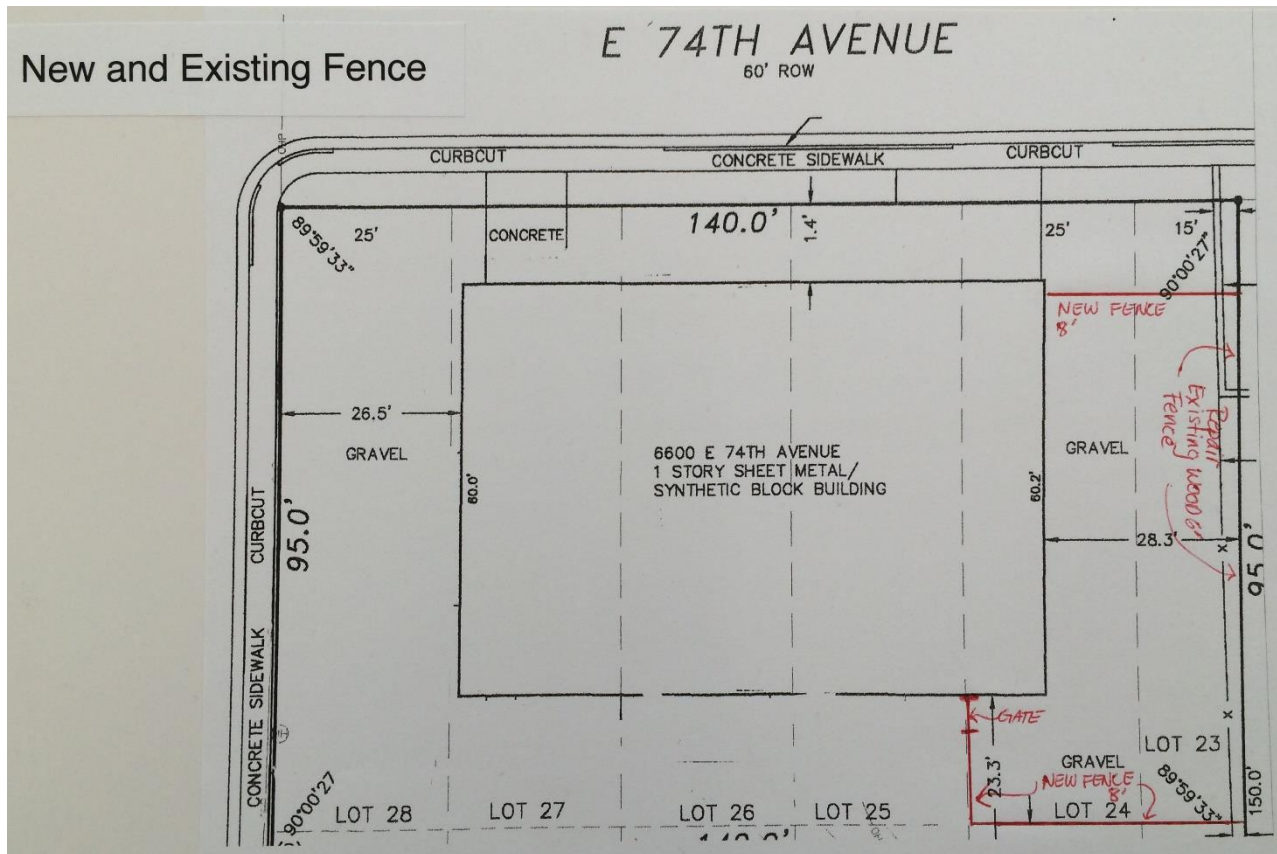 New and Existing Fence
E 74TH AVENUE
60' ROW
CURBCUT
CONCRETE SIDEWALK
CURBCUT
89°59'33"
25'
CONCRETE
140.0'
1.4'
25'
15'
90°00'27"
NEW FENCE
8'
Repair
Existing WOOD 6'
Fence
26.5'
GRAVEL
60.0'
6600 E 74TH AVENUE
1 STORY SHEET METAL/
SYNTHETIC BLOCK BUILDING
60.2'
GRAVEL
28.3'
X
95.0'
CURBCUT
95.0'
CONCRETE SIDEWALK
X
GATE
23.3'
GRAVEL
LOT 23
NEW FENCE
8'
89°59'33"
150.0'
90°00'27
LOT 28
LOT 27
LOT 26
LOT 25
LOT 24
140.0'